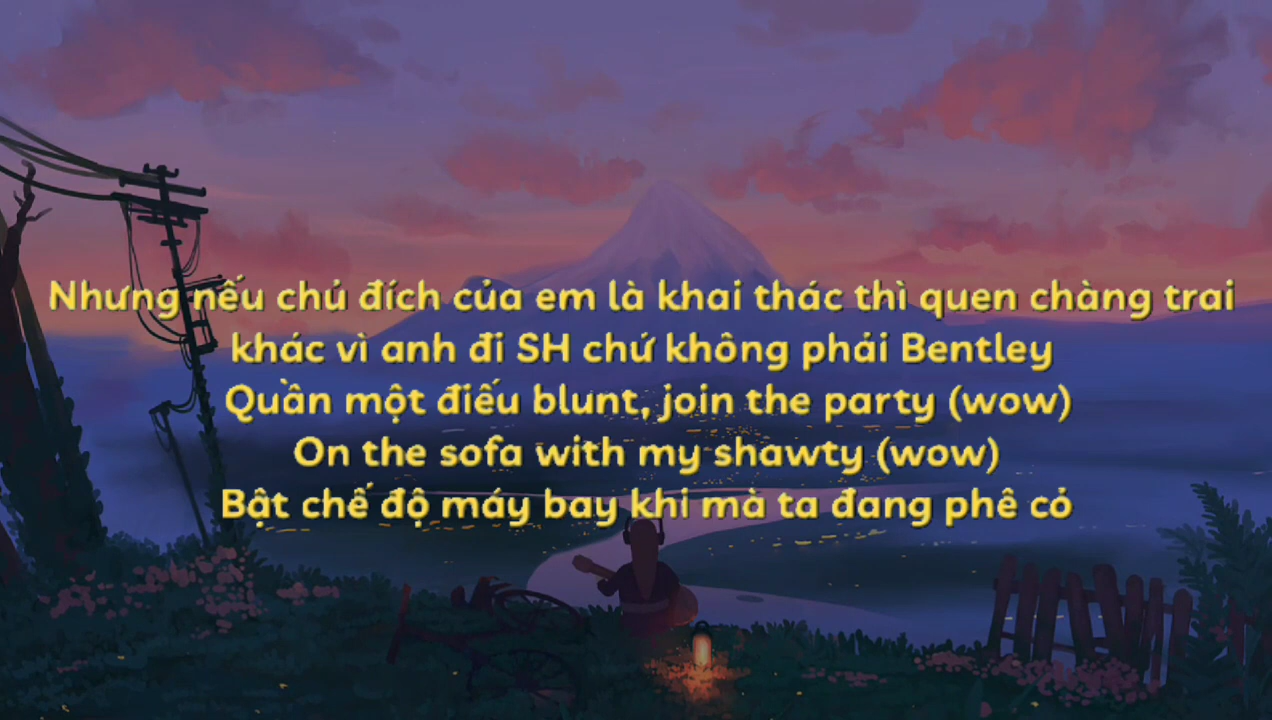 Nhưng nếu chủ đích của em là khai thác thì quen chàng trai
khác vì anh đi SH chứ không phải Bentley
Quần một điếu blunt, join the party (wow)
On the sofa with my shawty (wow)
Bật chế độ máy bay khi mà ta đang phê cỏ